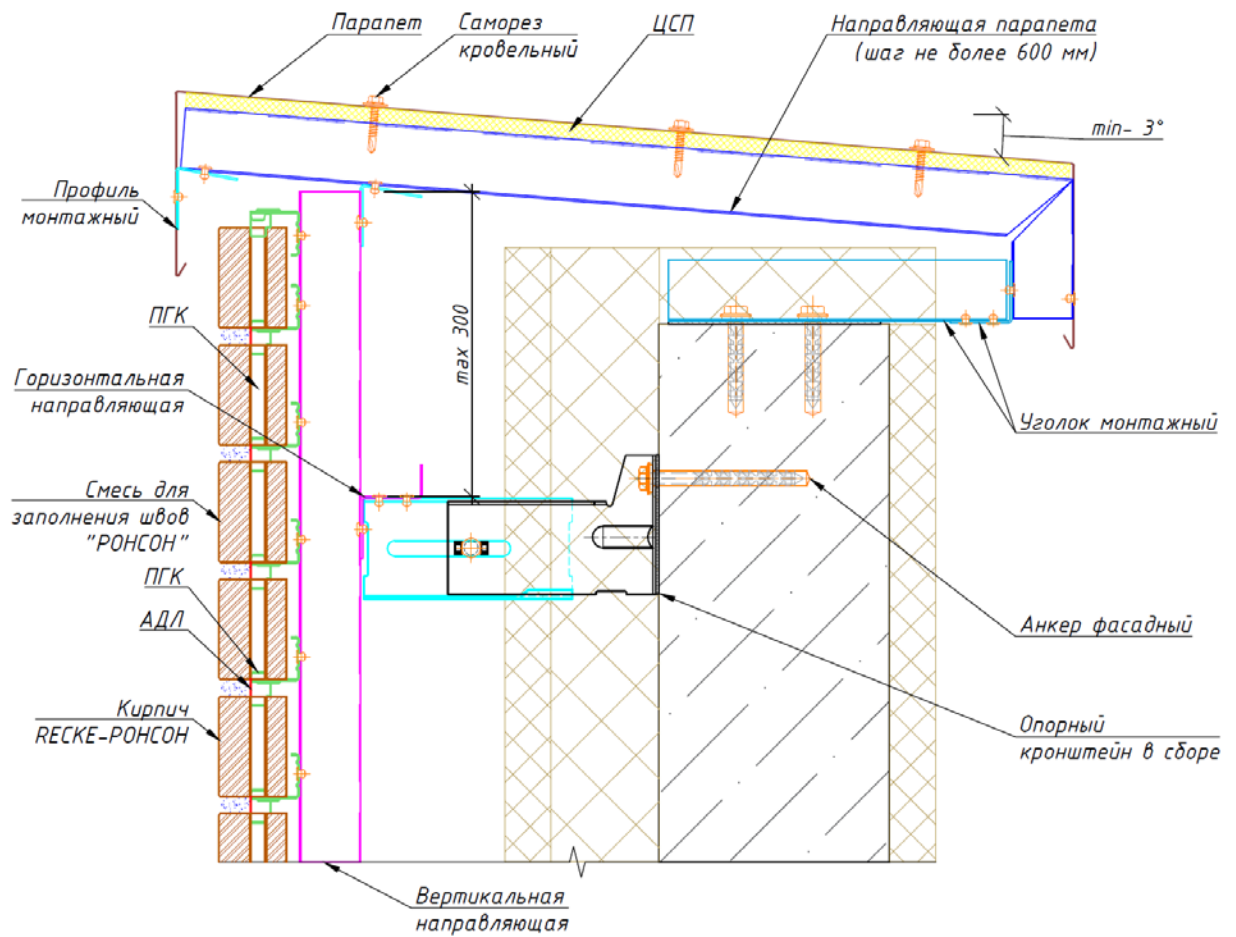 Парапет
Саморез
кровельный
ЦСП
Направляющая парапета
(шаг не более 600 мм)
min- 3°
Профиль
монтажный
ПГК
max 300
Горизонтальная
направляющая
Уголок монтажный
Смесь для
заполнения швов
"РОНСОН"
ПГК
АДЛ
Анкер фасадный
Кирпич
RECKE-РОНСОН
Опорный
кронштейн в сборе
Вертикальная
направляющая